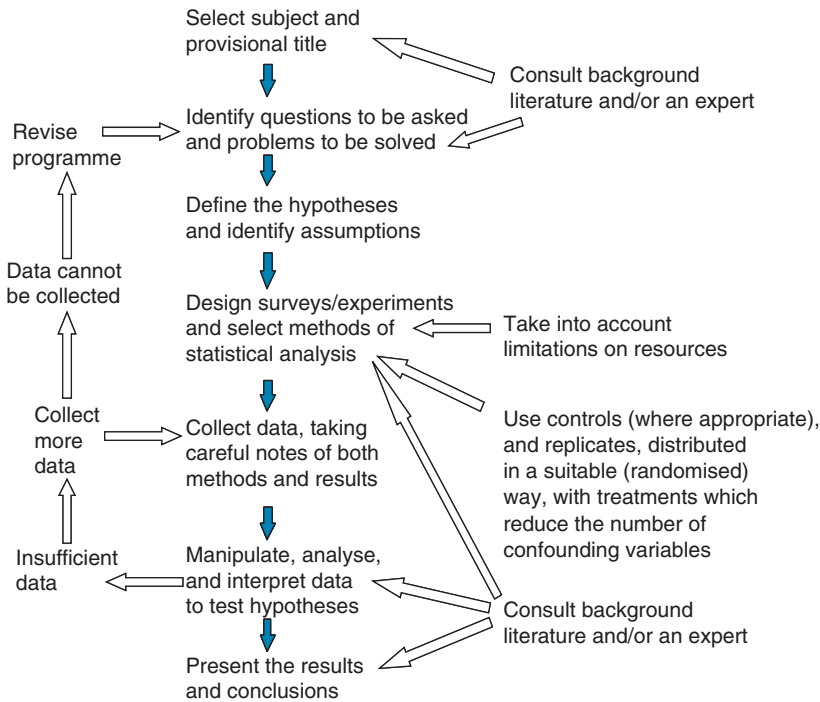 Select subject and
provisional title
Consult background
literature and/or an expert
Identify questions to be asked
and problems to be solved
Revise
programme
Define the hypotheses
and identify assumptions
Data cannot
be collected
Design surveys/experiments
and select methods of
statistical analysis
Take into account
limitations on resources
Collect
more
data
Collect data, taking
careful notes of both
methods and results
Use controls (where appropriate),
and replicates, distributed
in a suitable (randomised)
way, with treatments which
reduce the number of
confounding variables
Insufficient
data
Manipulate, analyse,
and interpret data
to test hypotheses
Consult background
literature and/or an expert
Present the results
and conclusions